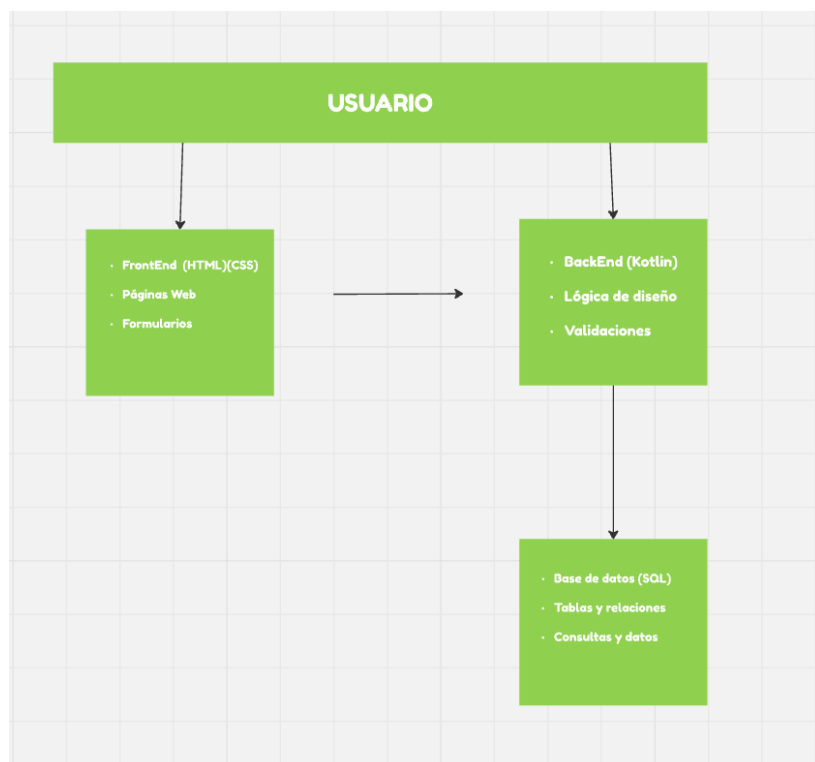 USUARIO
· FrontEnd (HTML)(CSS)
· Páginas Web
· Formularios
· BackEnd (Kotlin)
· Lógica de diseño
· Validaciones
· Base de datos (SQL)
· Tablas y relaciones
· Consultas y datos